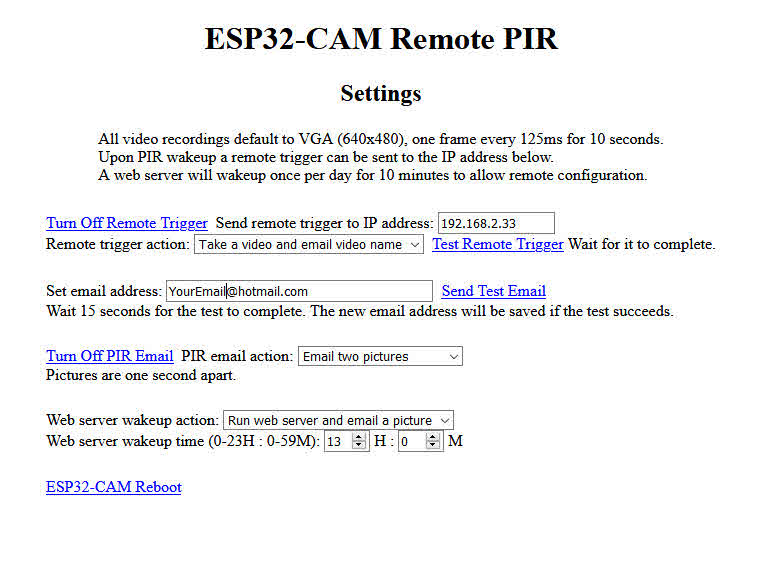 ESP32-CAM Remote PIR
Settings
All video recordings default to VGA (640x480), one frame every 125ms for 10 seconds.
Upon PIR wakeup a remote trigger can be sent to the IP address below.
A web server will wakeup once per day for 10 minutes to allow remote configuration.
Turn Off Remote Trigger Send remote trigger to IP address: 192.168.2.33
Remote trigger action: Take a video and email video name Test Remote Trigger Wait for it to complete.
Set email address: YourEmail@hotmail.com Send Test Email
Wait 15 seconds for the test to complete. The new email address will be saved if the test succeeds.
Turn Off PIR Email PIR email action: Email two pictures
Pictures are one second apart.
Web server wakeup action: Run web server and email a picture
Web server wakeup time (0-23H : 0-59M): 13 H : 0 M
ESP32-CAM Reboot